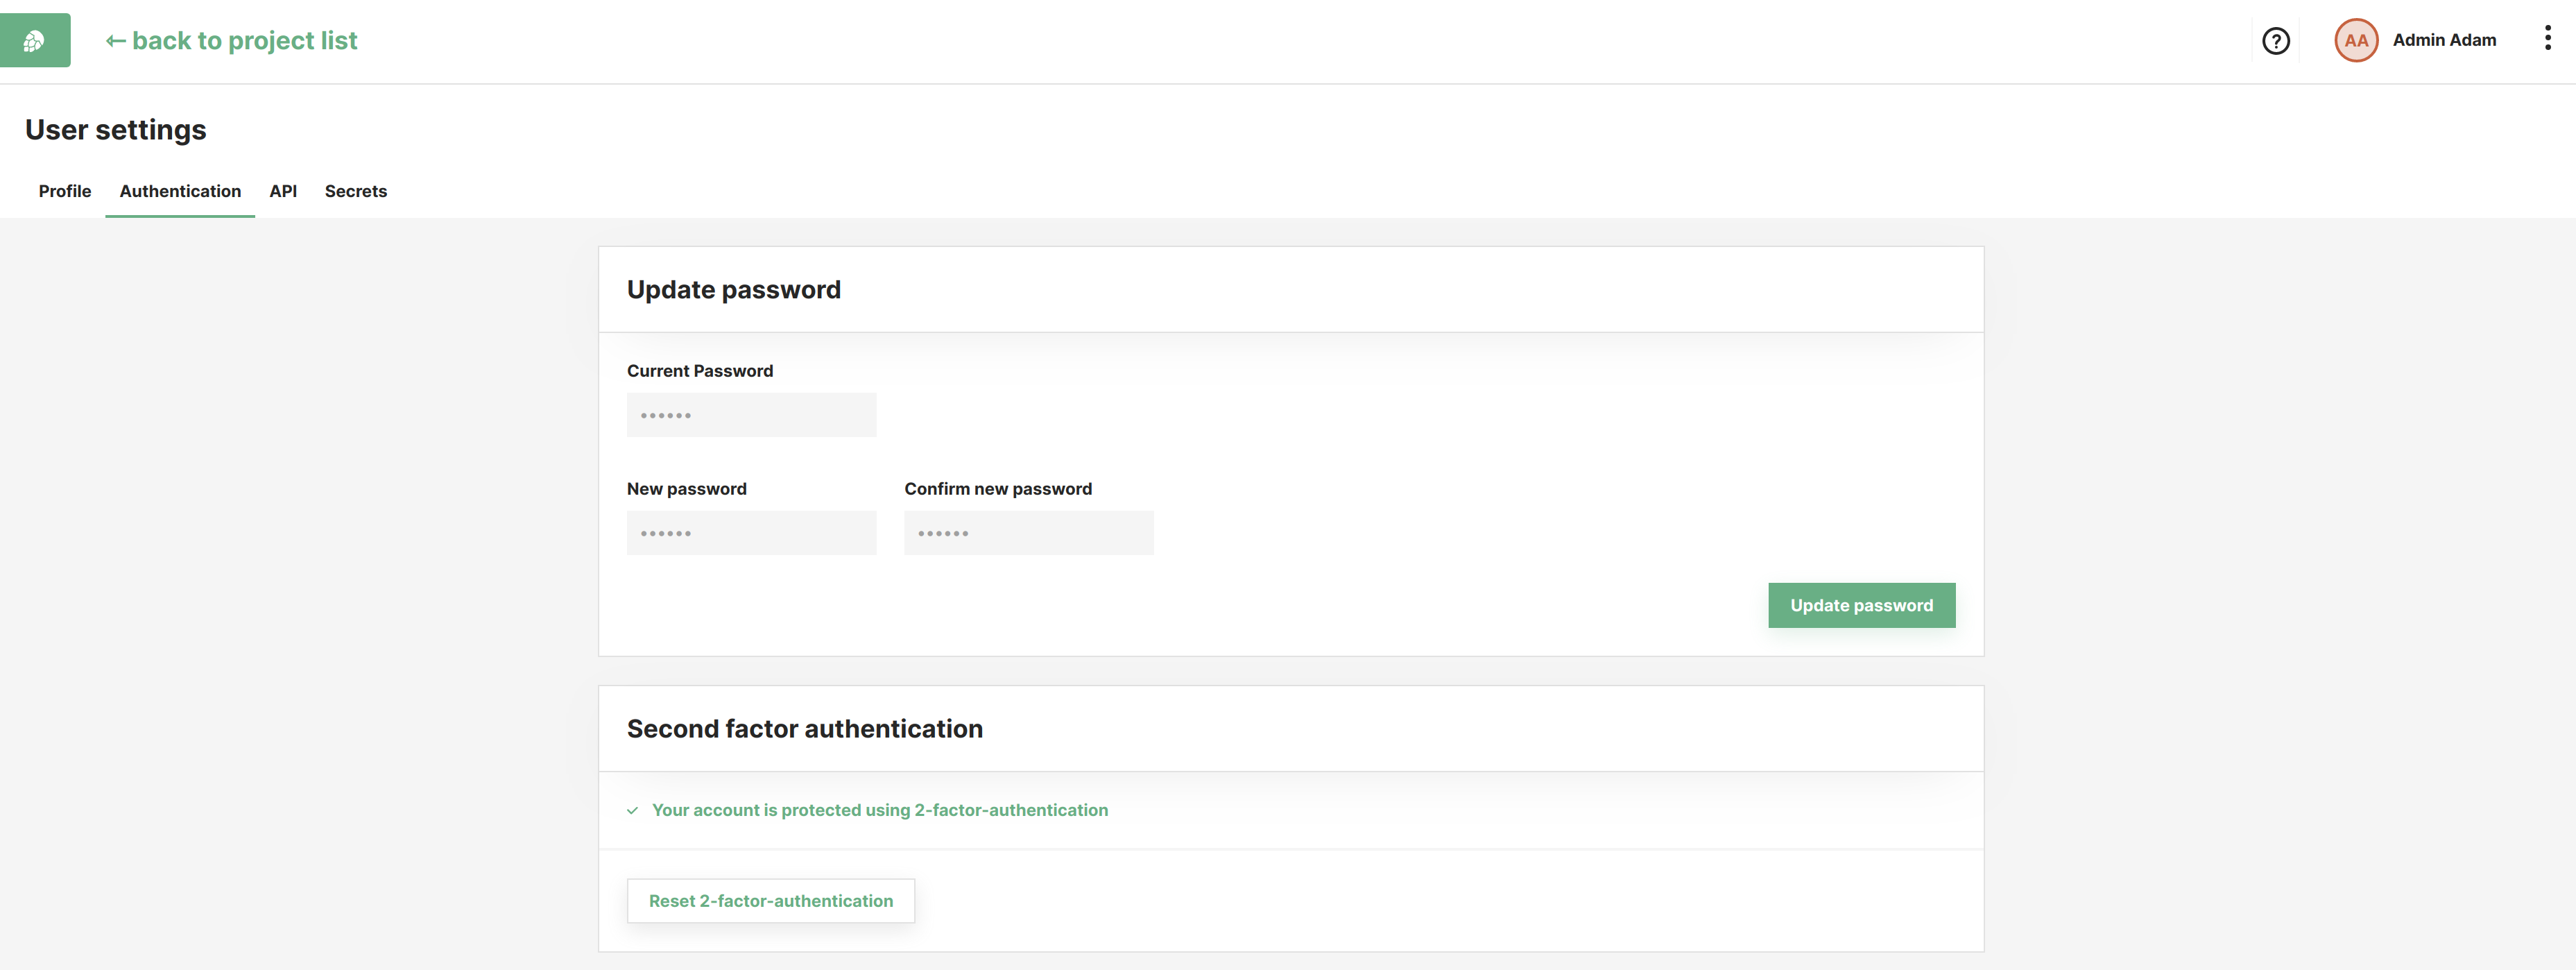 ← back to project list
AA
Admin Adam
User settings
Profile Authentication API Secrets
Update password
Current Password
••••••
New password Confirm new password
•••••• ••••••
Update password
Second factor authentication
✓ Your account is protected using 2-factor-authentication
Reset 2-factor-authentication